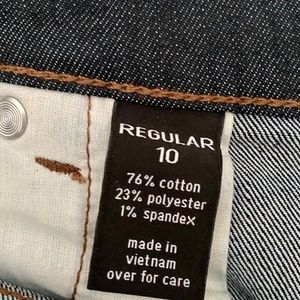 REGULAR
10
76% cotton
23% polyester
1% spandex
made in
vietnam
over for care